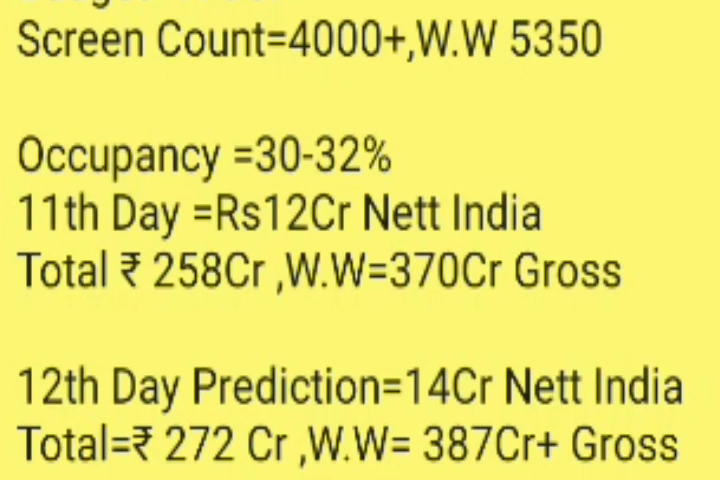 Screen Count=4000+,W.W 5350
Occupancy =30-32%
11th Day =Rs12Cr Nett India
Total ₹ 258Cr ,W.W=370Cr Gross
12th Day Prediction=14Cr Nett India
Total=₹ 272 Cr ,W.W= 387Cr+ Gross